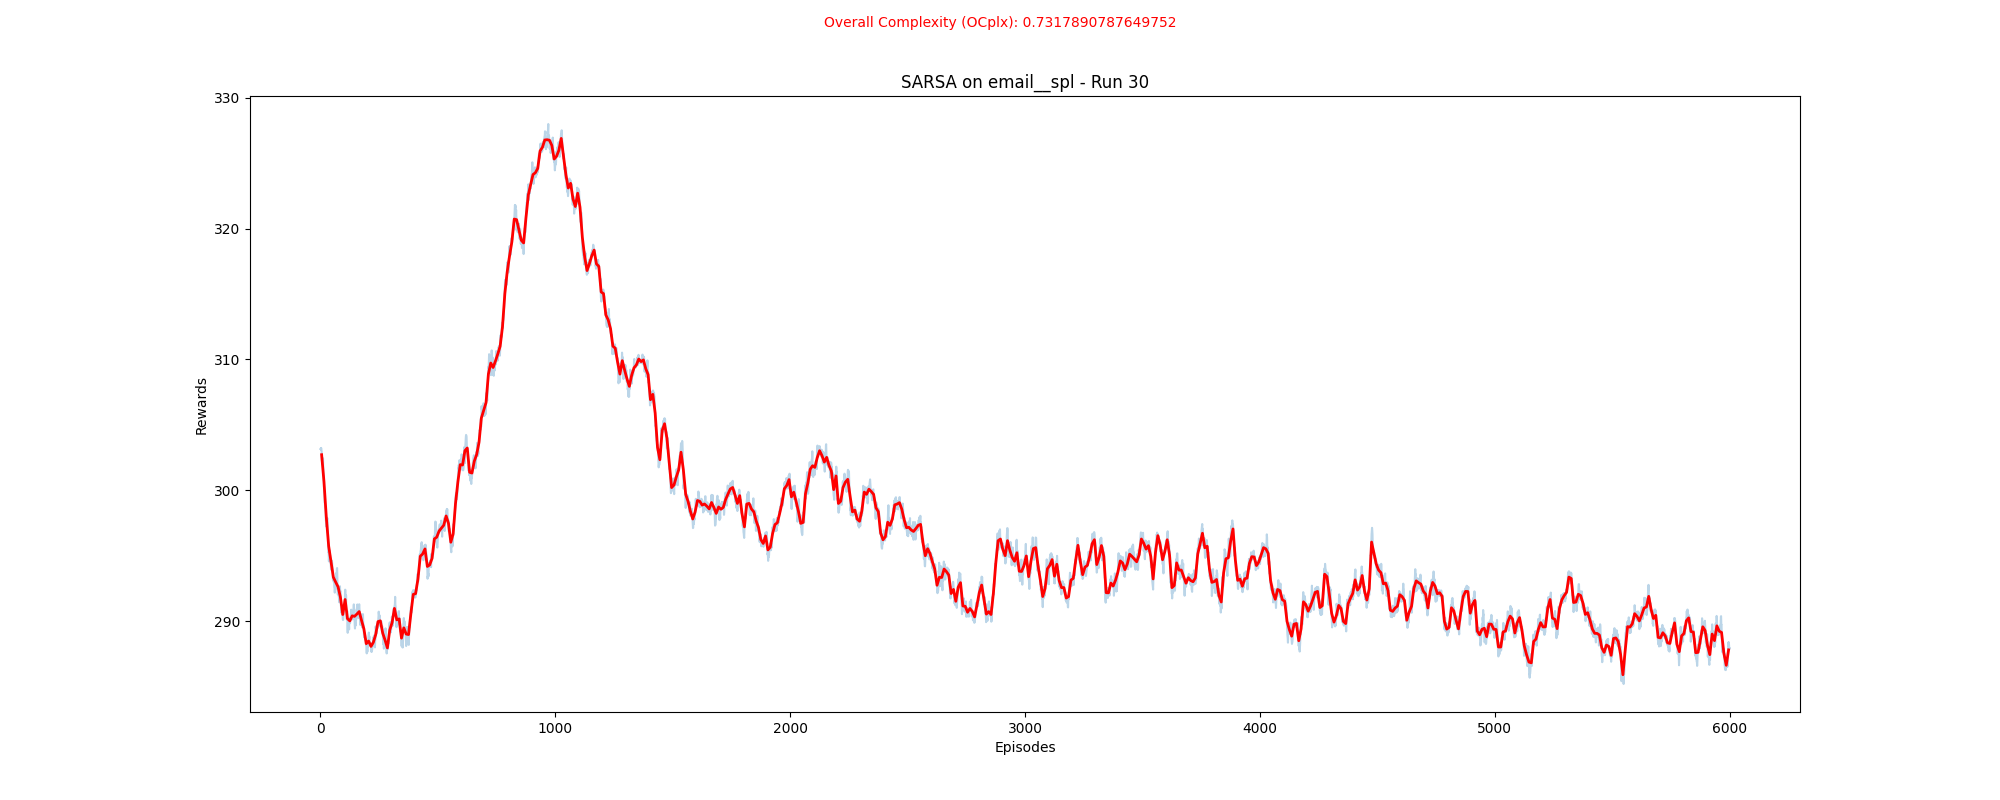 Overall Complexity (OCplx): 0.7317890787649752
SARSA on email__spl - Run 30
330
320
310
300
290
Rewards
0 1000 2000 3000 4000 5000 6000
Episodes